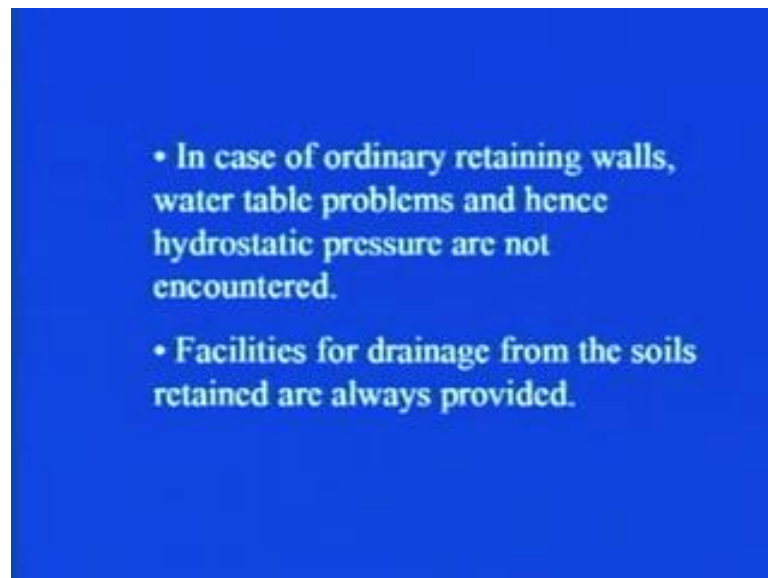 • In case of ordinary retaining walls,
water table problems and hence
hydrostatic pressure are not
encountered.
• Facilities for drainage from the soils
retained are always provided.